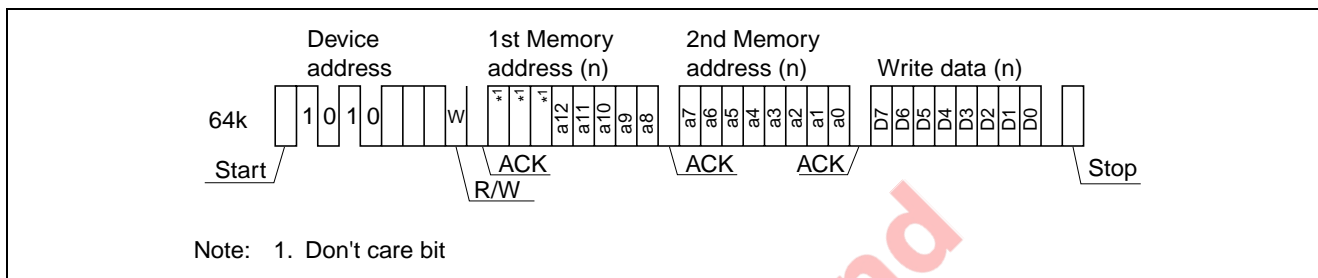 Device address
1st Memory address (n)
2nd Memory address (n)
Write data (n)
64k
1 0 1 0
W
*1 *1 *1 a12 a11 a10 a9 a8
a7 a6 a5 a4 a3 a2 a1 a0
D7 D6 D5 D4 D3 D2 D1 D0
Start
R/W
ACK
ACK
ACK
Stop
Note: 1. Don't care bit